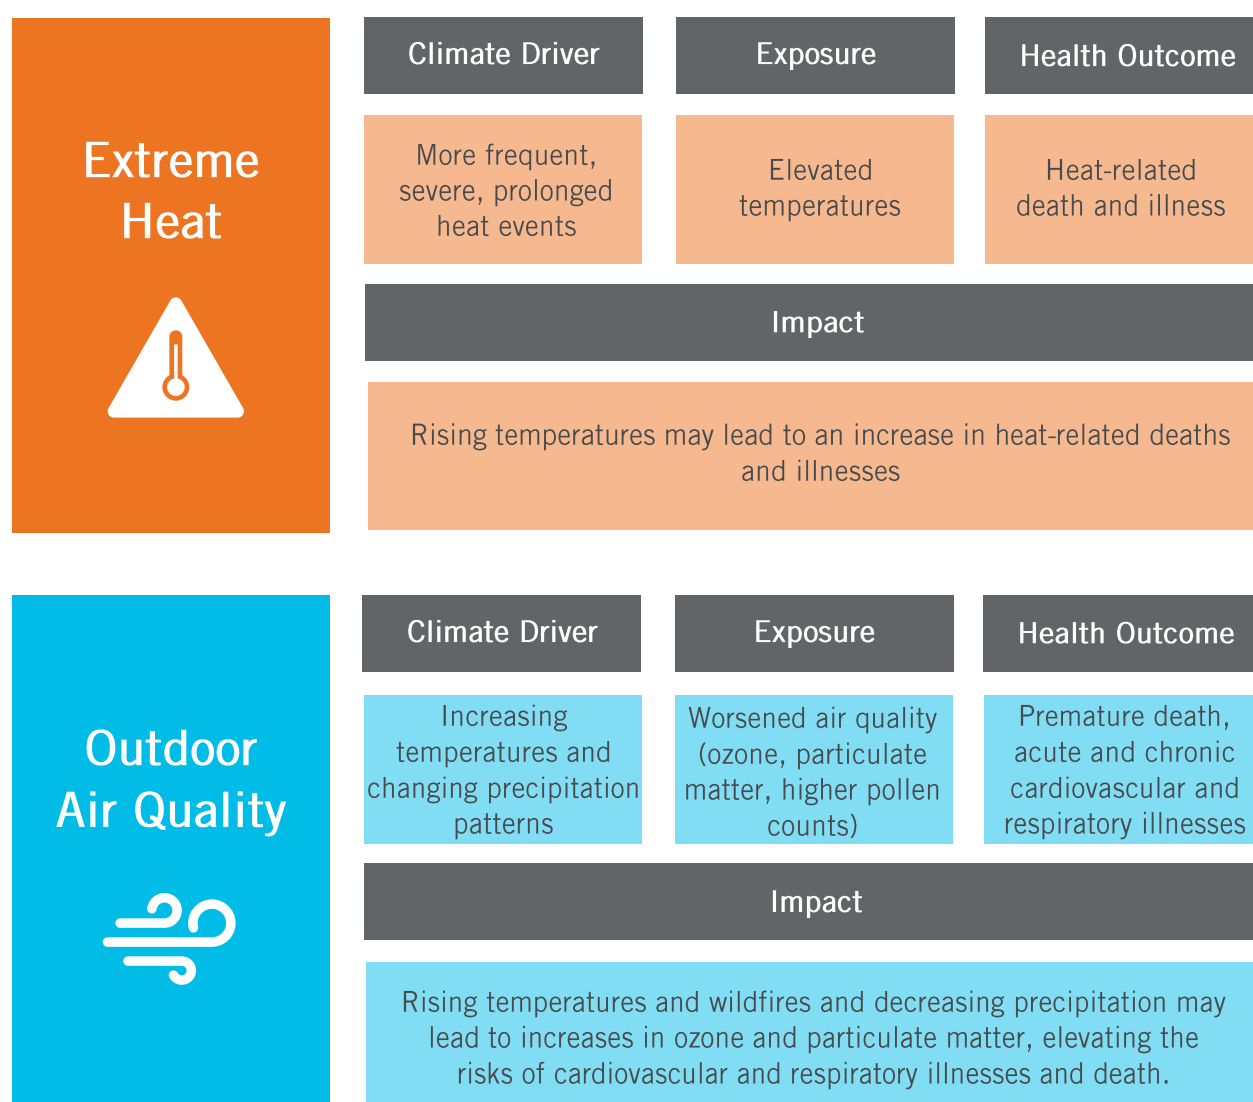 Extreme
Heat
Climate Driver
Exposure
Health Outcome
More frequent,
severe, prolonged
heat events
Elevated
temperatures
Heat-related
death and illness
Impact
Rising temperatures may lead to an increase in heat-related deaths
and illnesses
Outdoor
Air Quality
Climate Driver
Exposure
Health Outcome
Increasing
temperatures and
changing precipitation
patterns
Worsened air quality
(ozone, particulate
matter, higher pollen
counts)
Premature death,
acute and chronic
cardiovascular and
respiratory illnesses
Impact
Rising temperatures and wildfires and decreasing precipitation may
lead to increases in ozone and particulate matter, elevating the
risks of cardiovascular and respiratory illnesses and death.